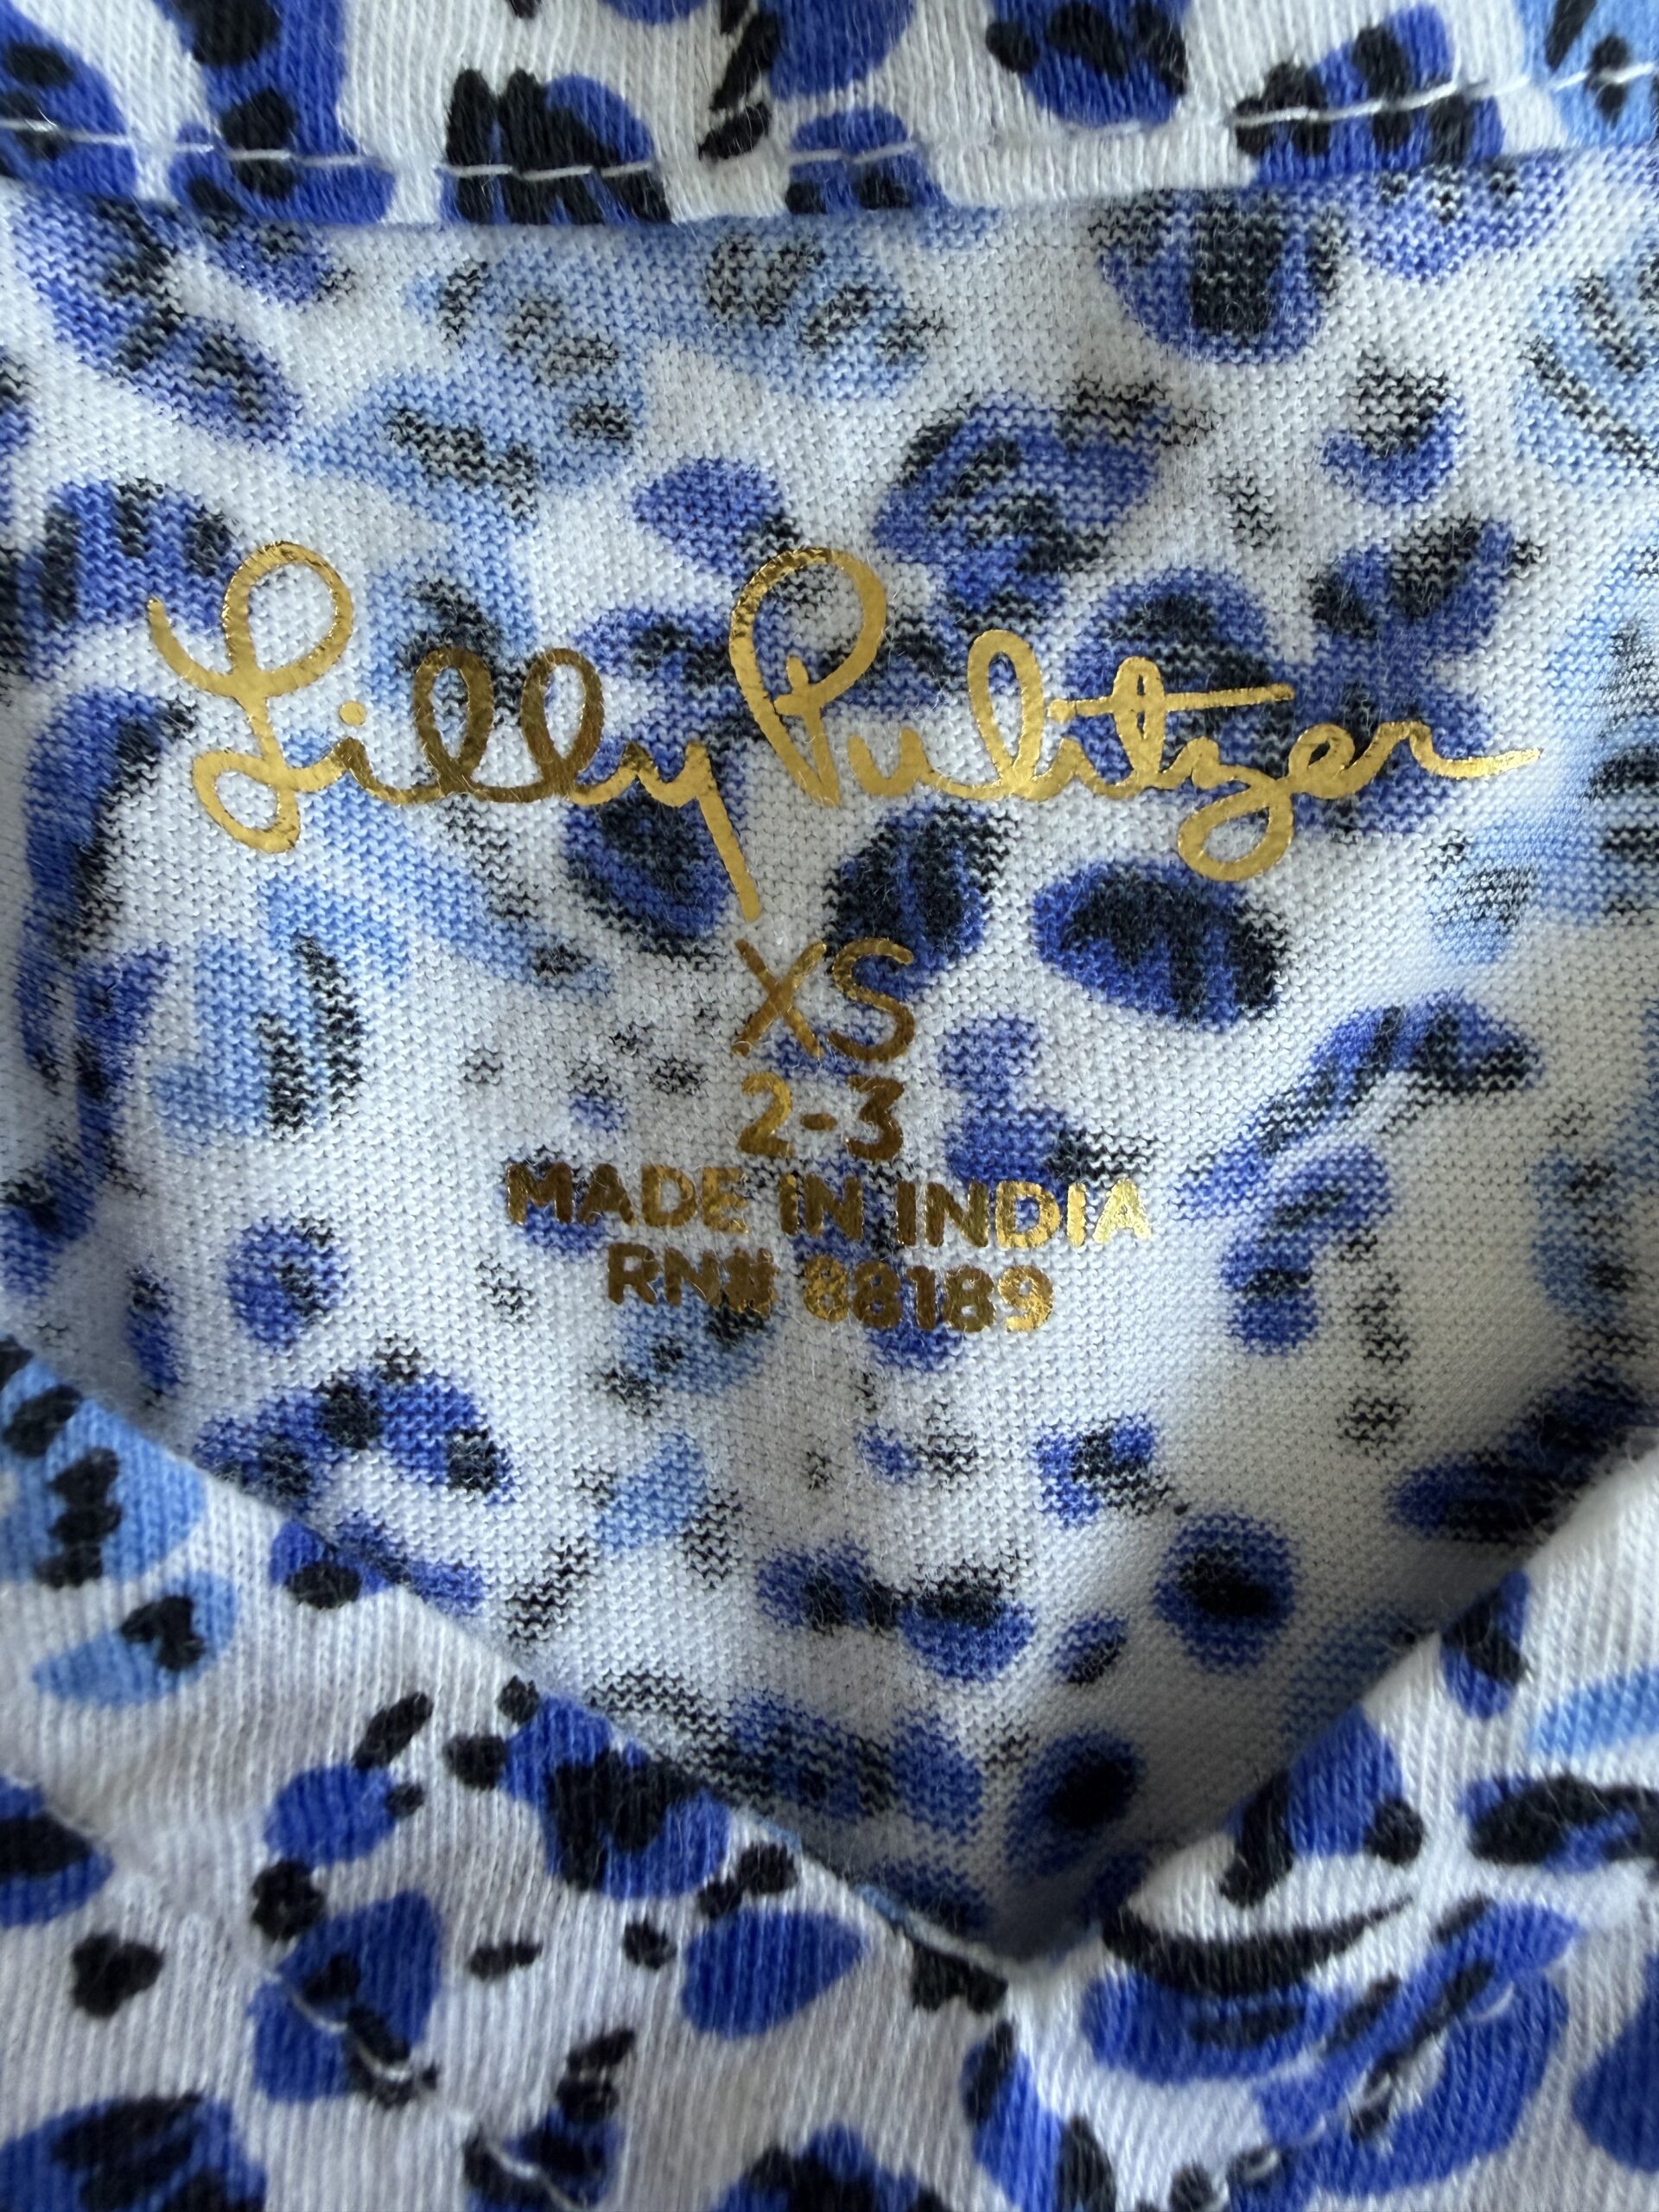 Lilly Pulitzer
XS
2-3
MADE IN INDIA
RN# 88189